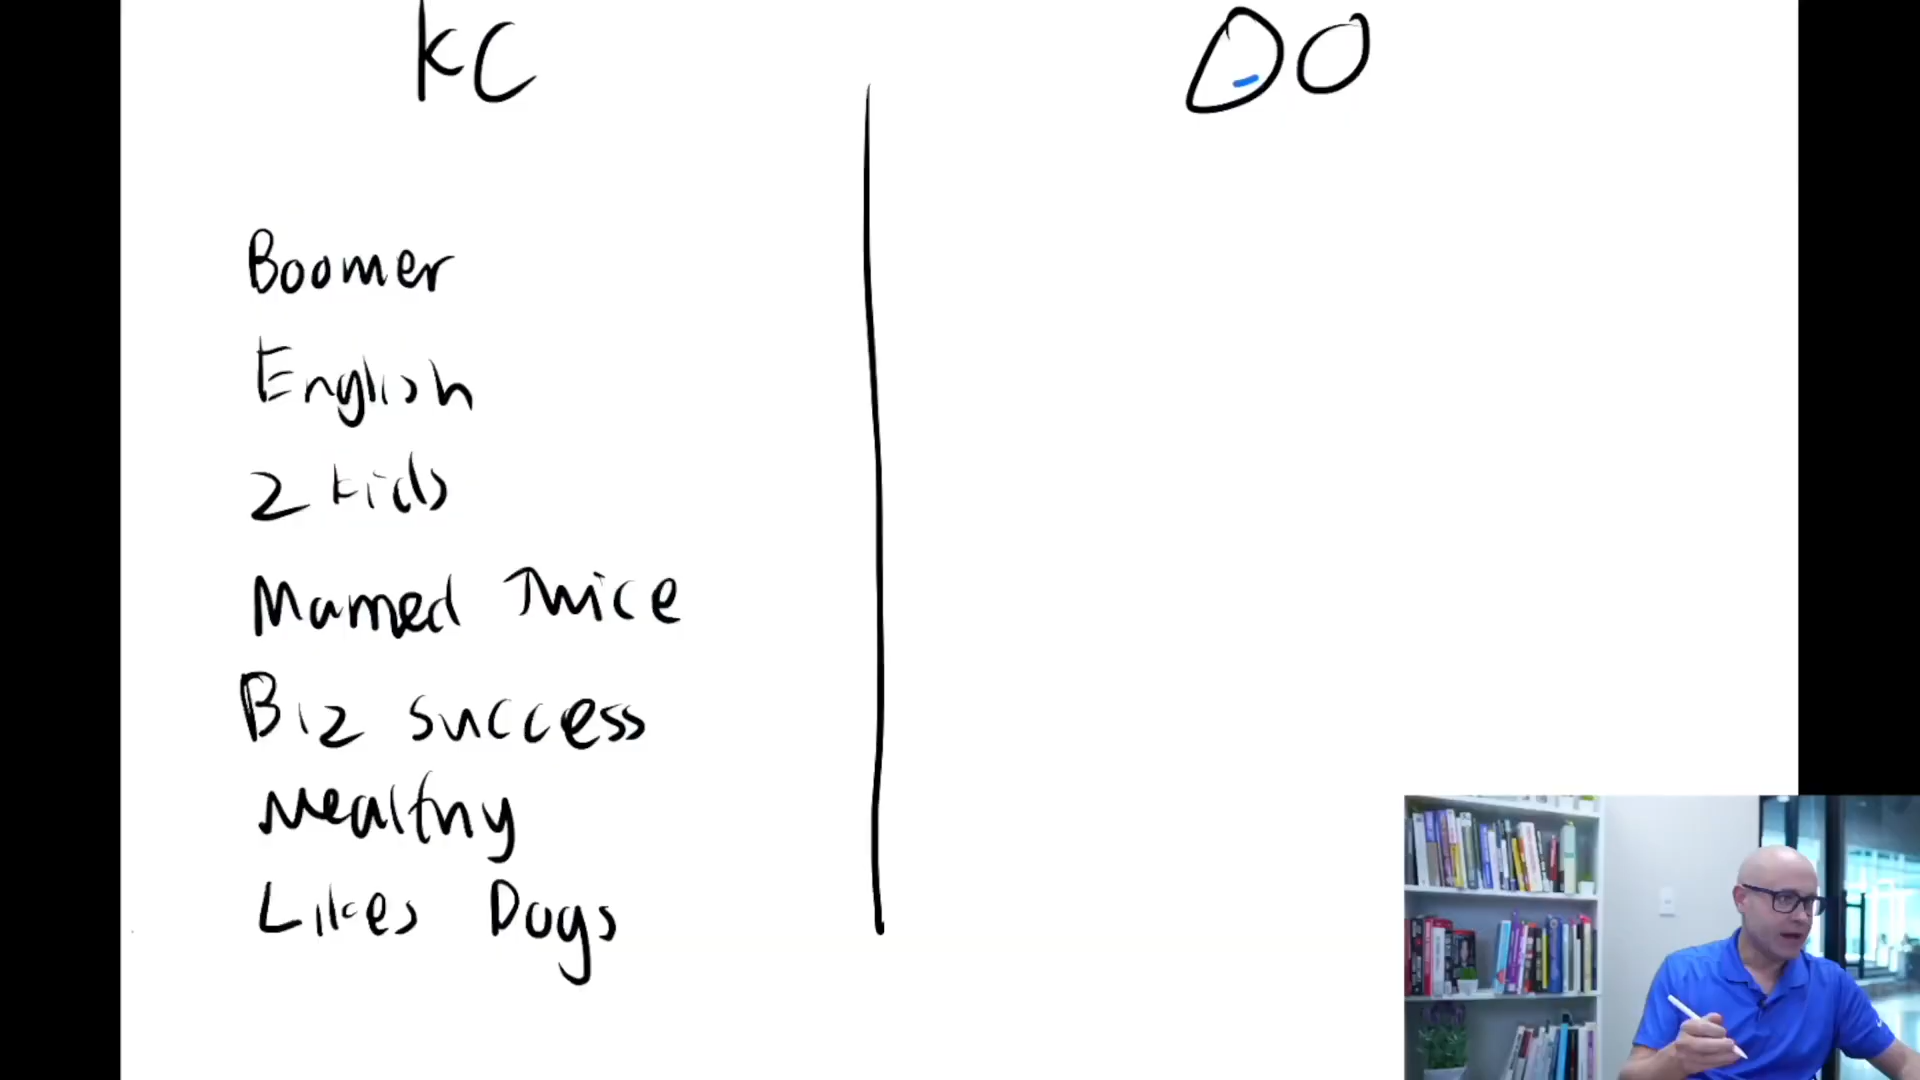 KC
DO
Boomer
English
2 kids
Married Twice
Biz success
Wealthy
Likes Dogs